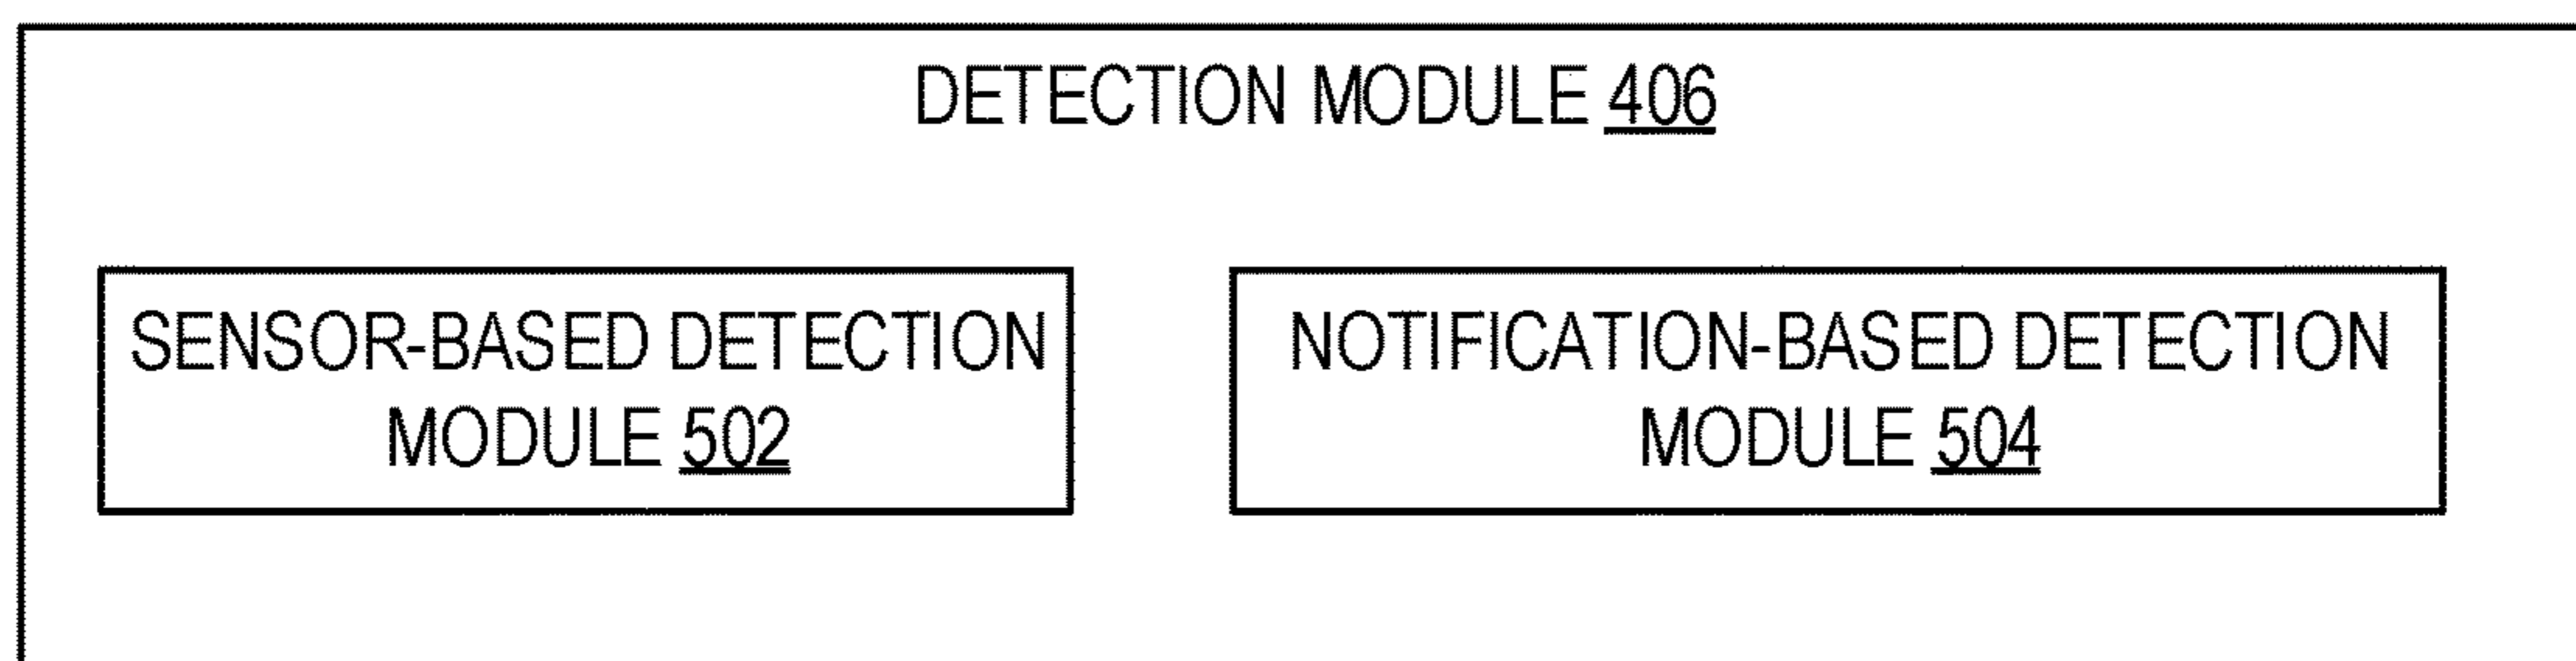 DETECTION MODULE 406
SENSOR-BASED DETECTION
MODULE 502
NOTIFICATION-BASED DETECTION
MODULE 504